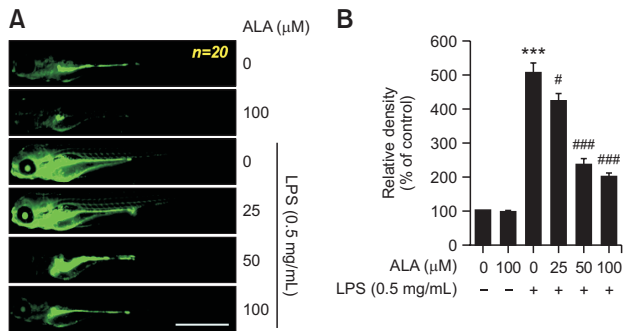 A
ALA (μM)
n=20
0
100
0
25
50
100
LPS (0.5 mg/mL)
B
Relative density
(% of control)
600
500
400
300
200
100
0
***
#
###
###
ALA (μM) 0 100 0 25 50 100
LPS (0.5 mg/mL) – – + + + +